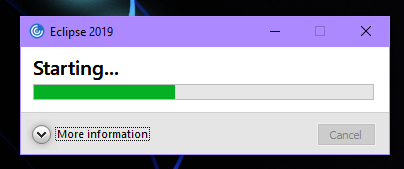 Eclipse 2019
Starting...
More information
Cancel